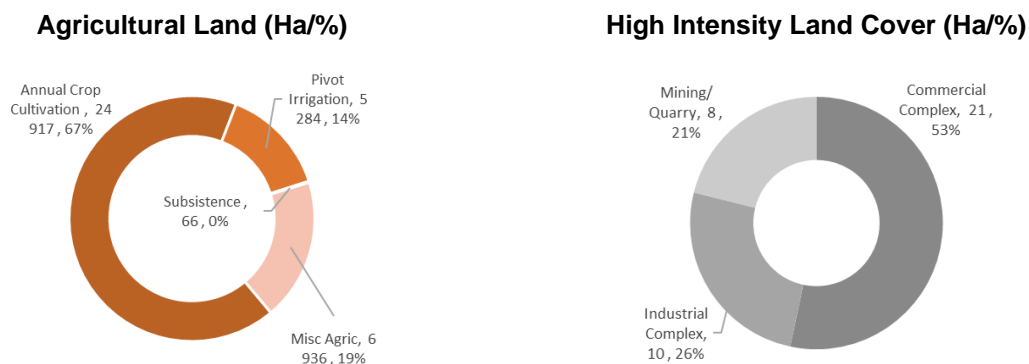 Agricultural Land (Ha/%)
Annual Crop
Cultivation , 24
917 , 67%
Pivot
Irrigation, 5
284 , 14%
Subsistence ,
66 , 0%
Misc Agric, 6
936 , 19%
High Intensity Land Cover (Ha/%)
Mining/
Quarry, 8 ,
21%
Commercial
Complex, 21 ,
53%
Industrial
Complex,
10 , 26%